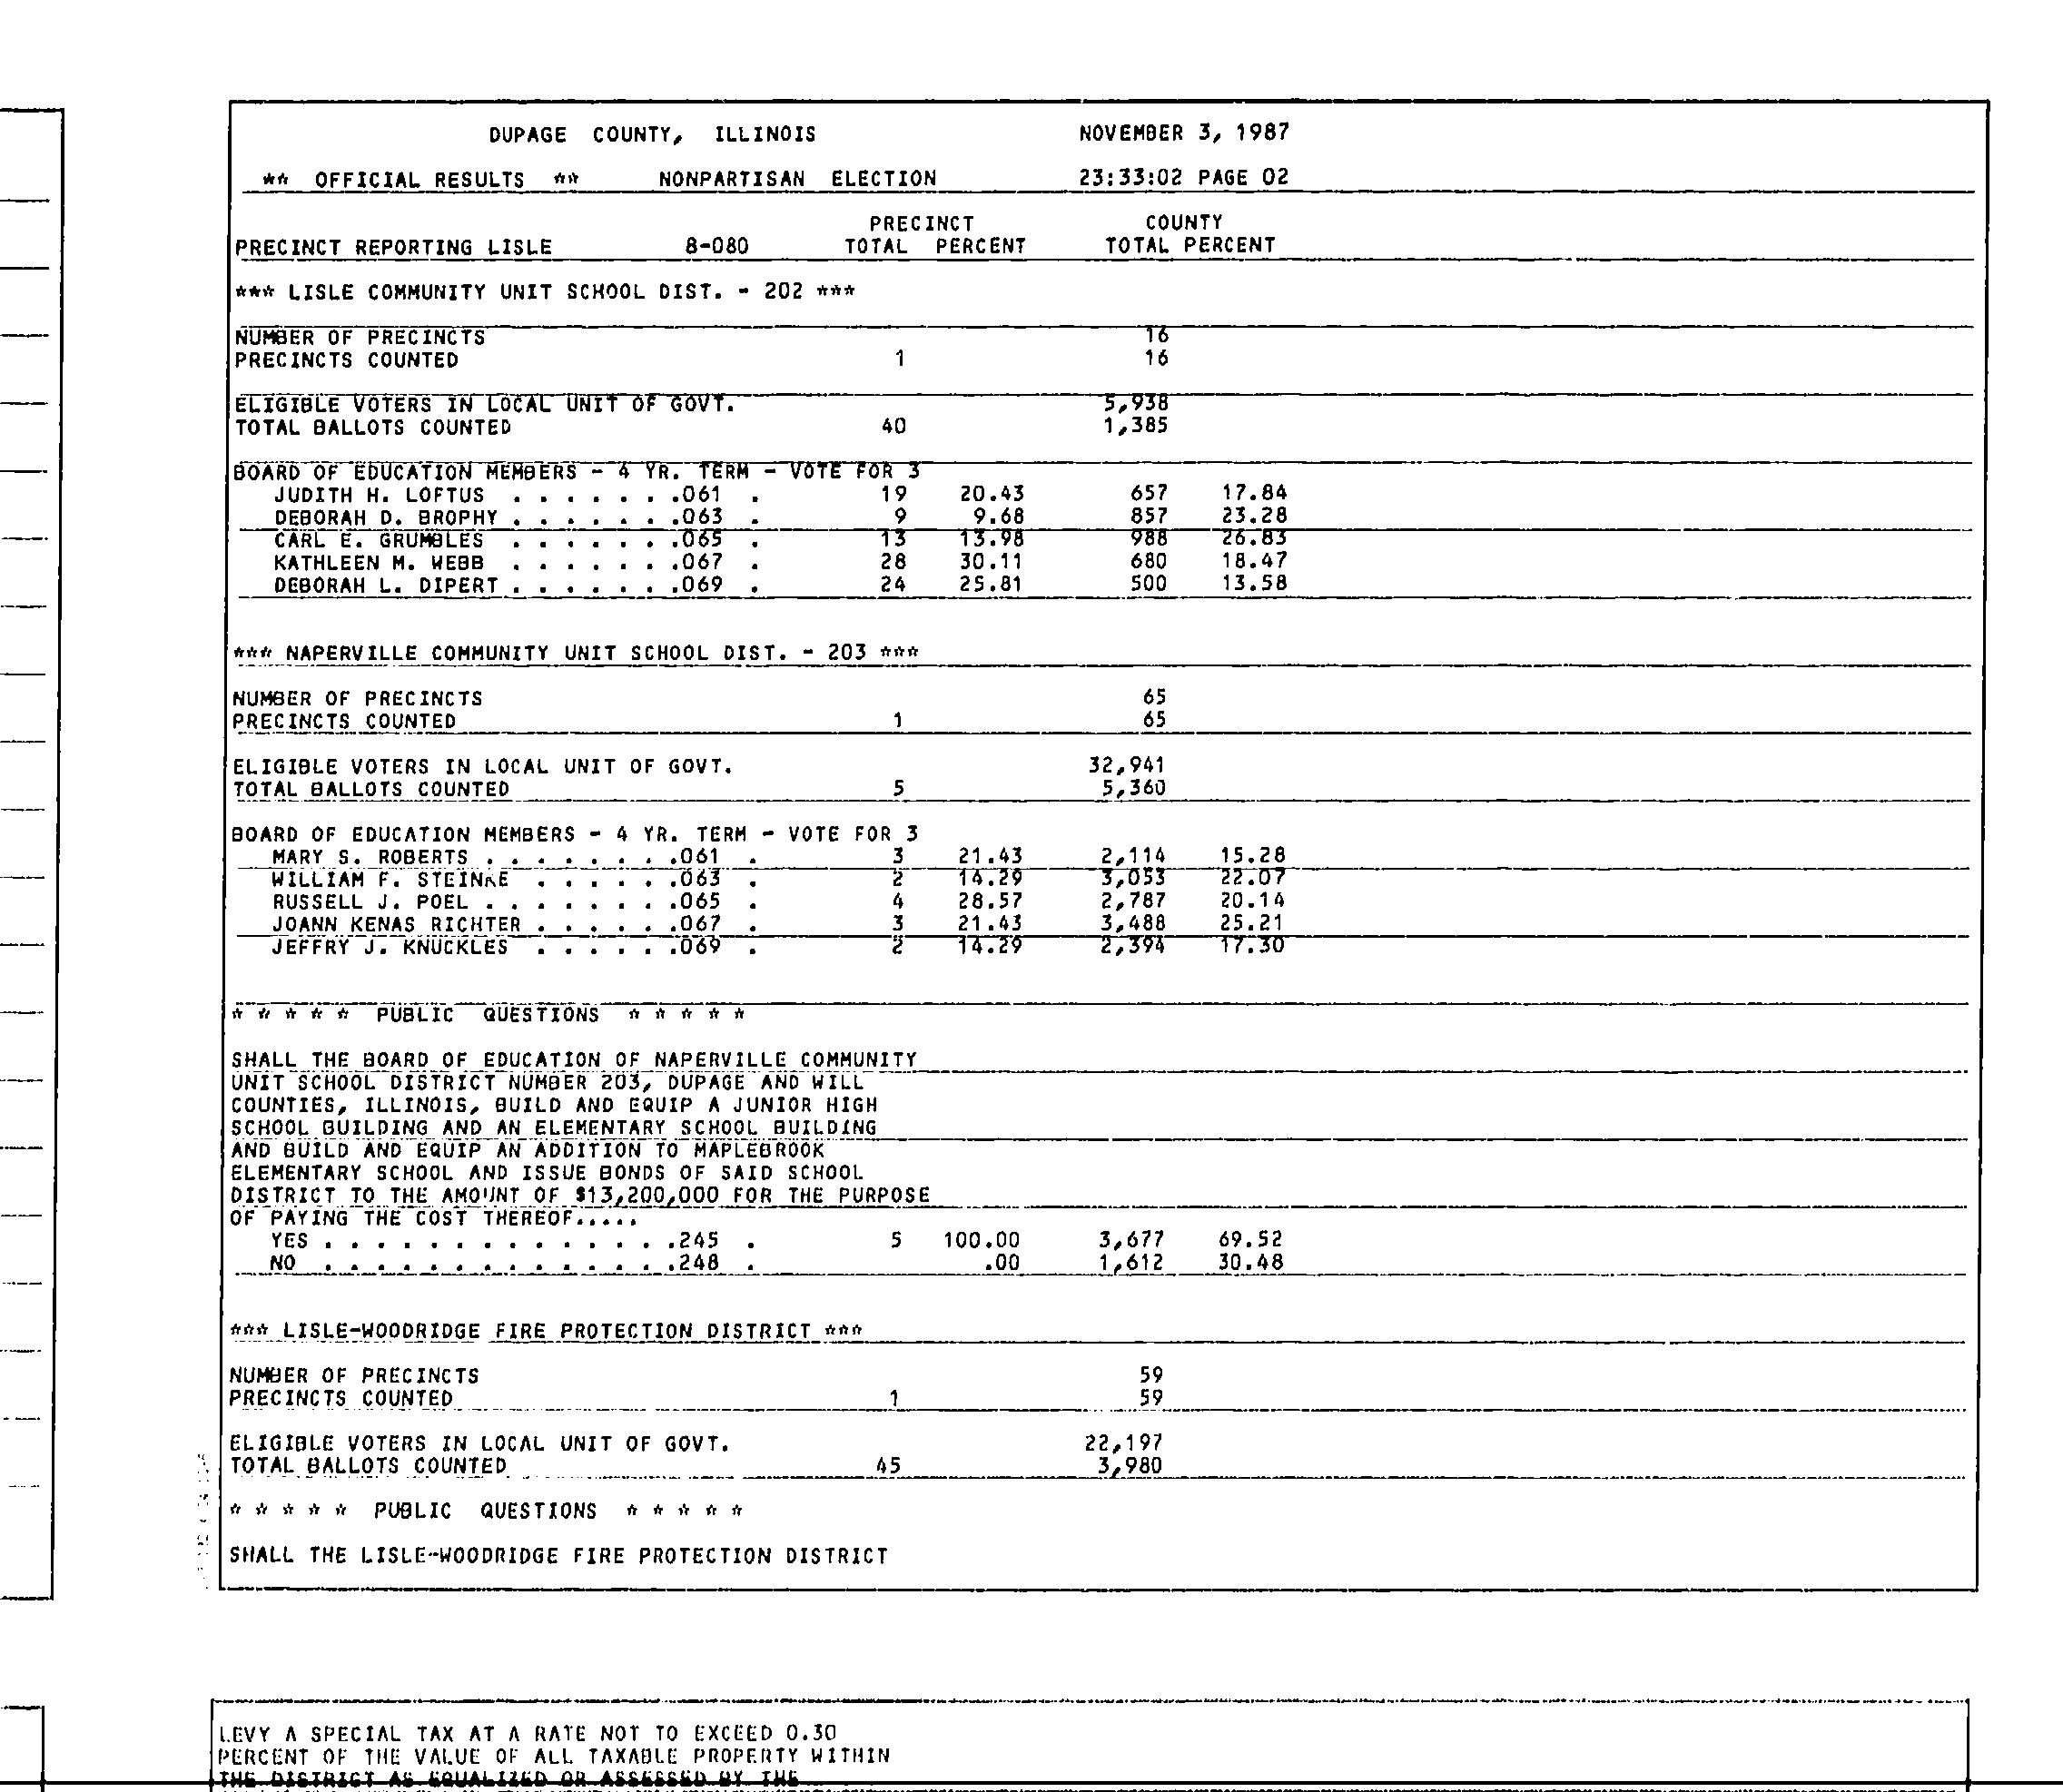 DUPAGE COUNTY, ILLINOIS NOVEMBER 3, 1987
** OFFICIAL RESULTS ** NONPARTISAN ELECTION 23:33:02 PAGE 02
PRECINCT COUNTY
PRECINCT REPORTING LISLE 8-080 TOTAL PERCENT TOTAL PERCENT
*** LISLE COMMUNITY UNIT SCHOOL DIST. - 202 ***
NUMBER OF PRECINCTS 16
PRECINCTS COUNTED 1 16
ELIGIBLE VOTERS IN LOCAL UNIT OF GOVT. 5,938
TOTAL BALLOTS COUNTED 40 1,385
BOARD OF EDUCATION MEMBERS - 4 YR. TERM - VOTE FOR 3
JUDITH H. LOFTUS . . . . . . .061 . 19 20.43 657 17.84
DEBORAH D. BROPHY . . . . . . .063 . 9 9.68 857 23.28
CARL E. GRUMBLES . . . . . . .065 . 13 13.98 988 26.83
KATHLEEN M. WEBB . . . . . . .067 . 28 30.11 680 18.47
DEBORAH L. DIPERT . . . . . . .069 . 24 25.81 500 13.58
*** NAPERVILLE COMMUNITY UNIT SCHOOL DIST. - 203 ***
NUMBER OF PRECINCTS 65
PRECINCTS COUNTED 1 65
ELIGIBLE VOTERS IN LOCAL UNIT OF GOVT. 32,941
TOTAL BALLOTS COUNTED 5 5,360
BOARD OF EDUCATION MEMBERS - 4 YR. TERM - VOTE FOR 3
MARY S. ROBERTS . . . . . . . .061 . 3 21.43 2,114 15.28
WILLIAM F. STEINKE . . . . . .063 . 2 14.29 3,053 22.07
RUSSELL J. POEL . . . . . . . .065 . 4 28.57 2,787 20.14
JOANN KENAS RICHTER . . . . . .067 . 3 21.43 3,488 25.21
JEFFRY J. KNUCKLES . . . . . .069 . 2 14.29 2,394 17.30
* * * * * PUBLIC QUESTIONS * * * * *
SHALL THE BOARD OF EDUCATION OF NAPERVILLE COMMUNITY
UNIT SCHOOL DISTRICT NUMBER 203, DUPAGE AND WILL
COUNTIES, ILLINOIS, BUILD AND EQUIP A JUNIOR HIGH
SCHOOL BUILDING AND AN ELEMENTARY SCHOOL BUILDING
AND BUILD AND EQUIP AN ADDITION TO MAPLEBROOK
ELEMENTARY SCHOOL AND ISSUE BONDS OF SAID SCHOOL
DISTRICT TO THE AMOUNT OF $13,200,000 FOR THE PURPOSE
OF PAYING THE COST THEREOF.....
YES . . . . . . . . . . . . . .245 . 5 100.00 3,677 69.52
NO . . . . . . . . . . . . . .248 . .00 1,612 30.48
*** LISLE-WOODRIDGE FIRE PROTECTION DISTRICT ***
NUMBER OF PRECINCTS 59
PRECINCTS COUNTED 1 59
ELIGIBLE VOTERS IN LOCAL UNIT OF GOVT. 22,197
TOTAL BALLOTS COUNTED 45 3,980
* * * * * PUBLIC QUESTIONS * * * * *
SHALL THE LISLE-WOODRIDGE FIRE PROTECTION DISTRICT
LEVY A SPECIAL TAX AT A RATE NOT TO EXCEED 0.30
PERCENT OF THE VALUE OF ALL TAXABLE PROPERTY WITHIN
THE DISTRICT AS EQUALIZED OR ASSESSED BY THE